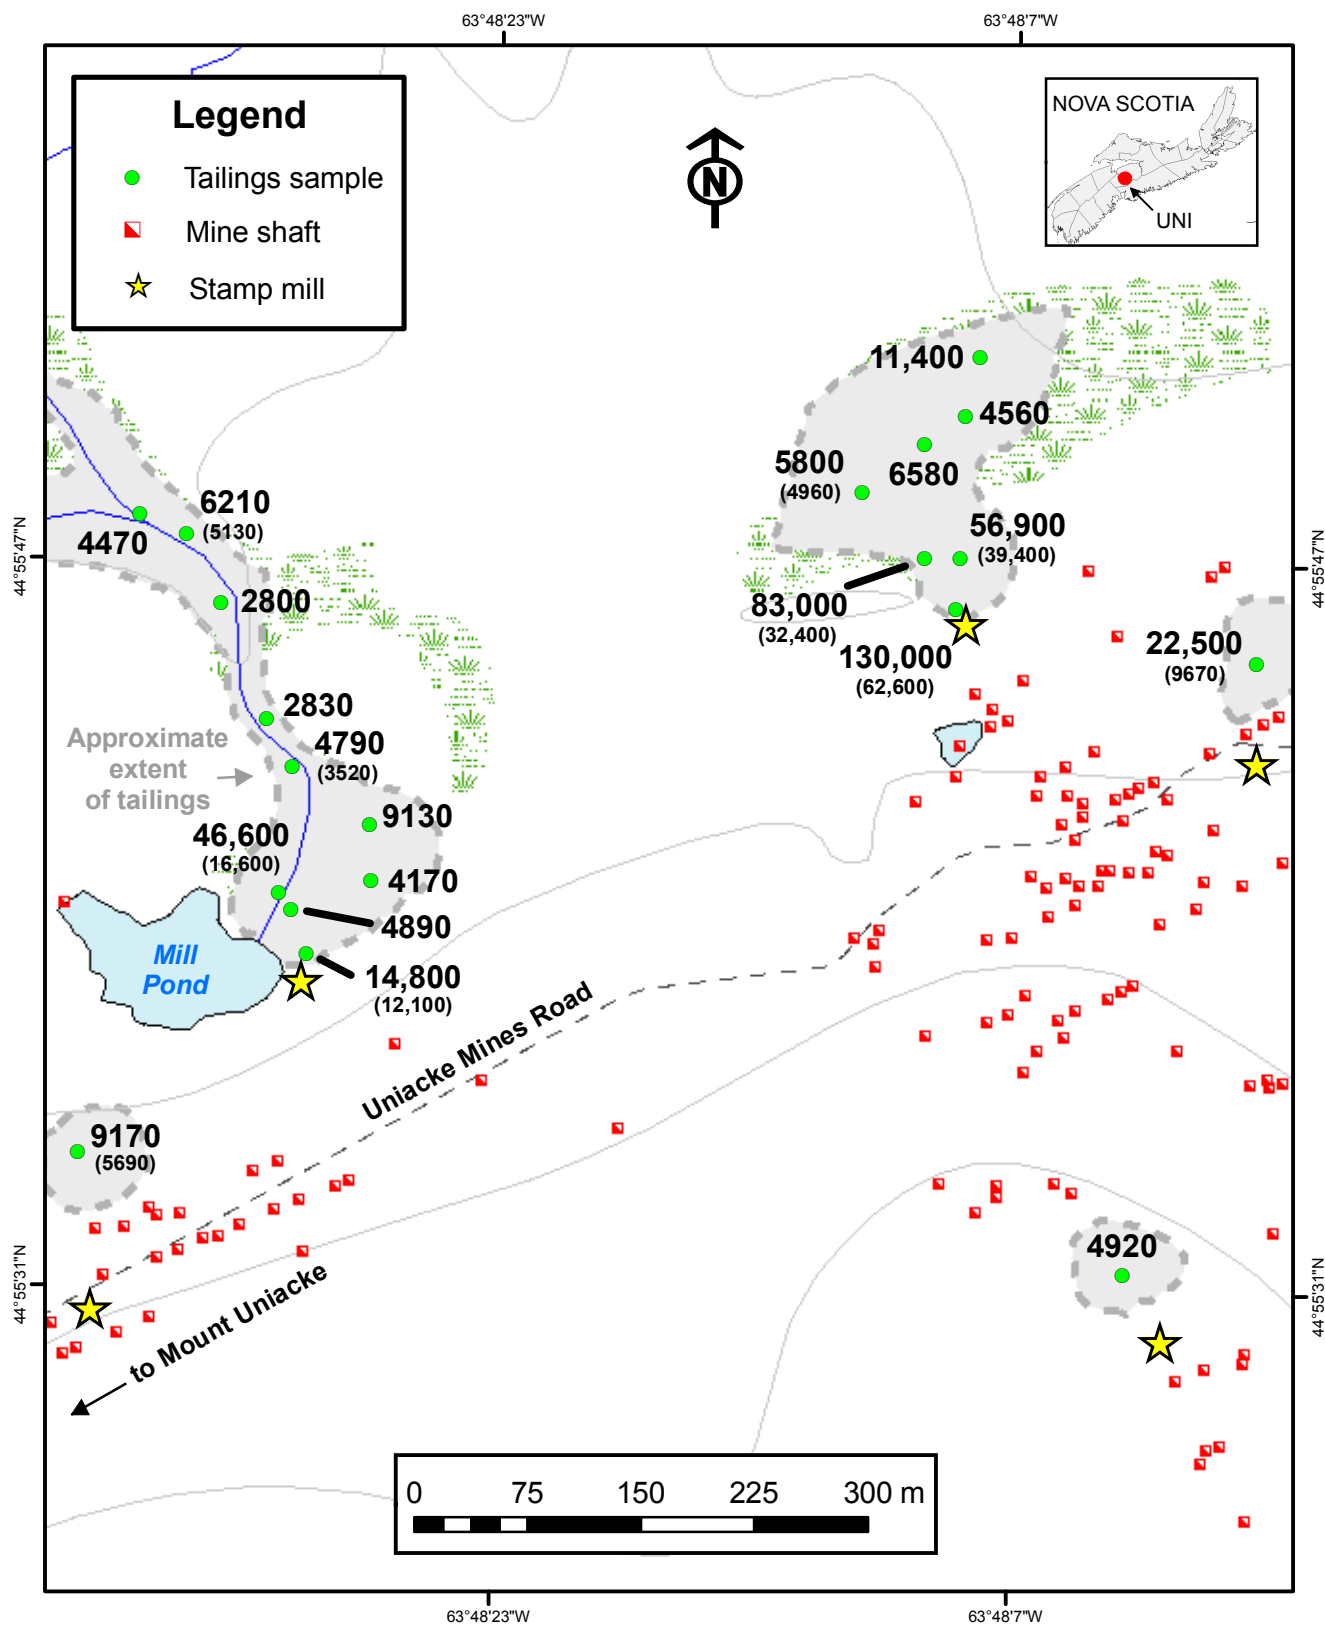 63°48'23"W
63°48'7"W
Legend
Tailings sample
Mine shaft
Stamp mill
N
NOVA SCOTIA
UNI
11,400
4560
5800
(4960)
6580
56,900
(39,400)
83,000
(32,400)
130,000
(62,600)
22,500
(9670)
6210
(5130)
4470
44°55'47"N
44°55'47"N
2800
2830
4790
(3520)
Approximate
extent
of tailings
9130
46,600
(16,600)
4170
4890
Mill
Pond
14,800
(12,100)
Uniacke Mines Road
9170
(5690)
4920
44°55'31"N
44°55'31"N
to Mount Uniacke
0 75 150 225 300 m
63°48'23"W
63°48'7"W